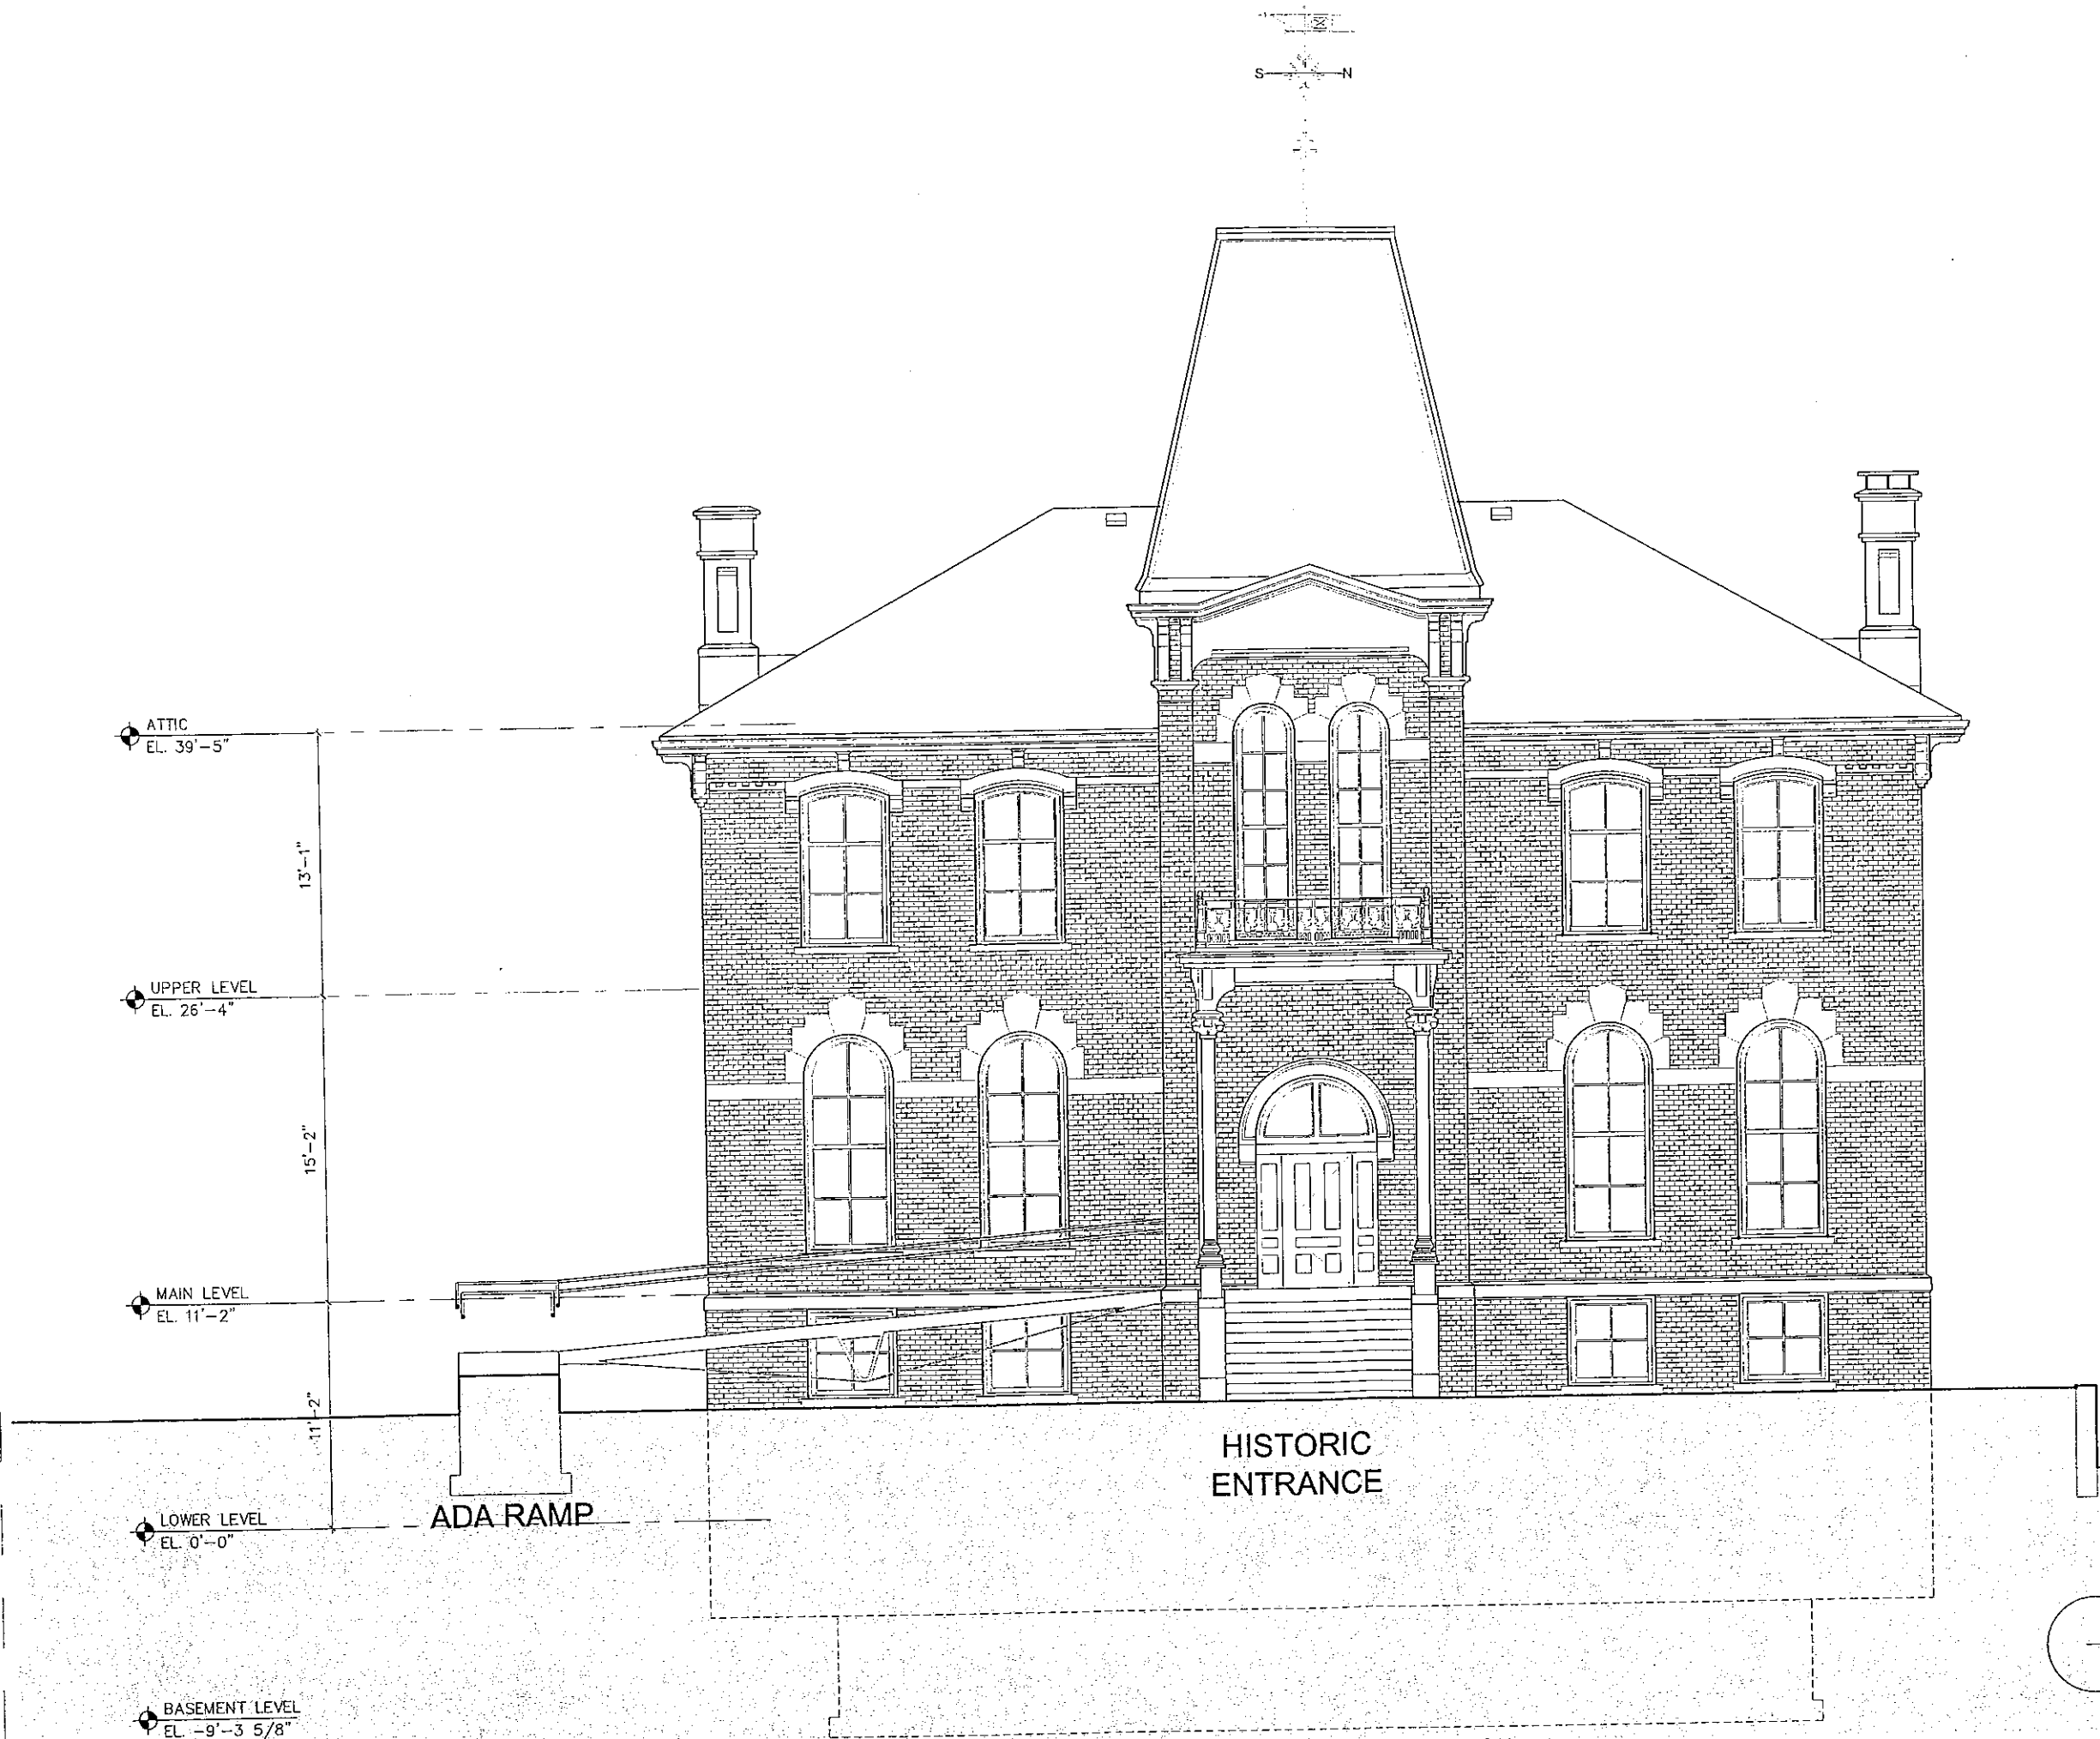 S N
ATTIC
EL. 39'-5"
13'-1"
UPPER LEVEL
EL. 26'-4"
15'-2"
MAIN LEVEL
EL. 11'-2"
11'-2"
HISTORIC
ENTRANCE
ADA RAMP
LOWER LEVEL
EL. 0'-0"
BASEMENT LEVEL
EL. -9'-3 5/8"